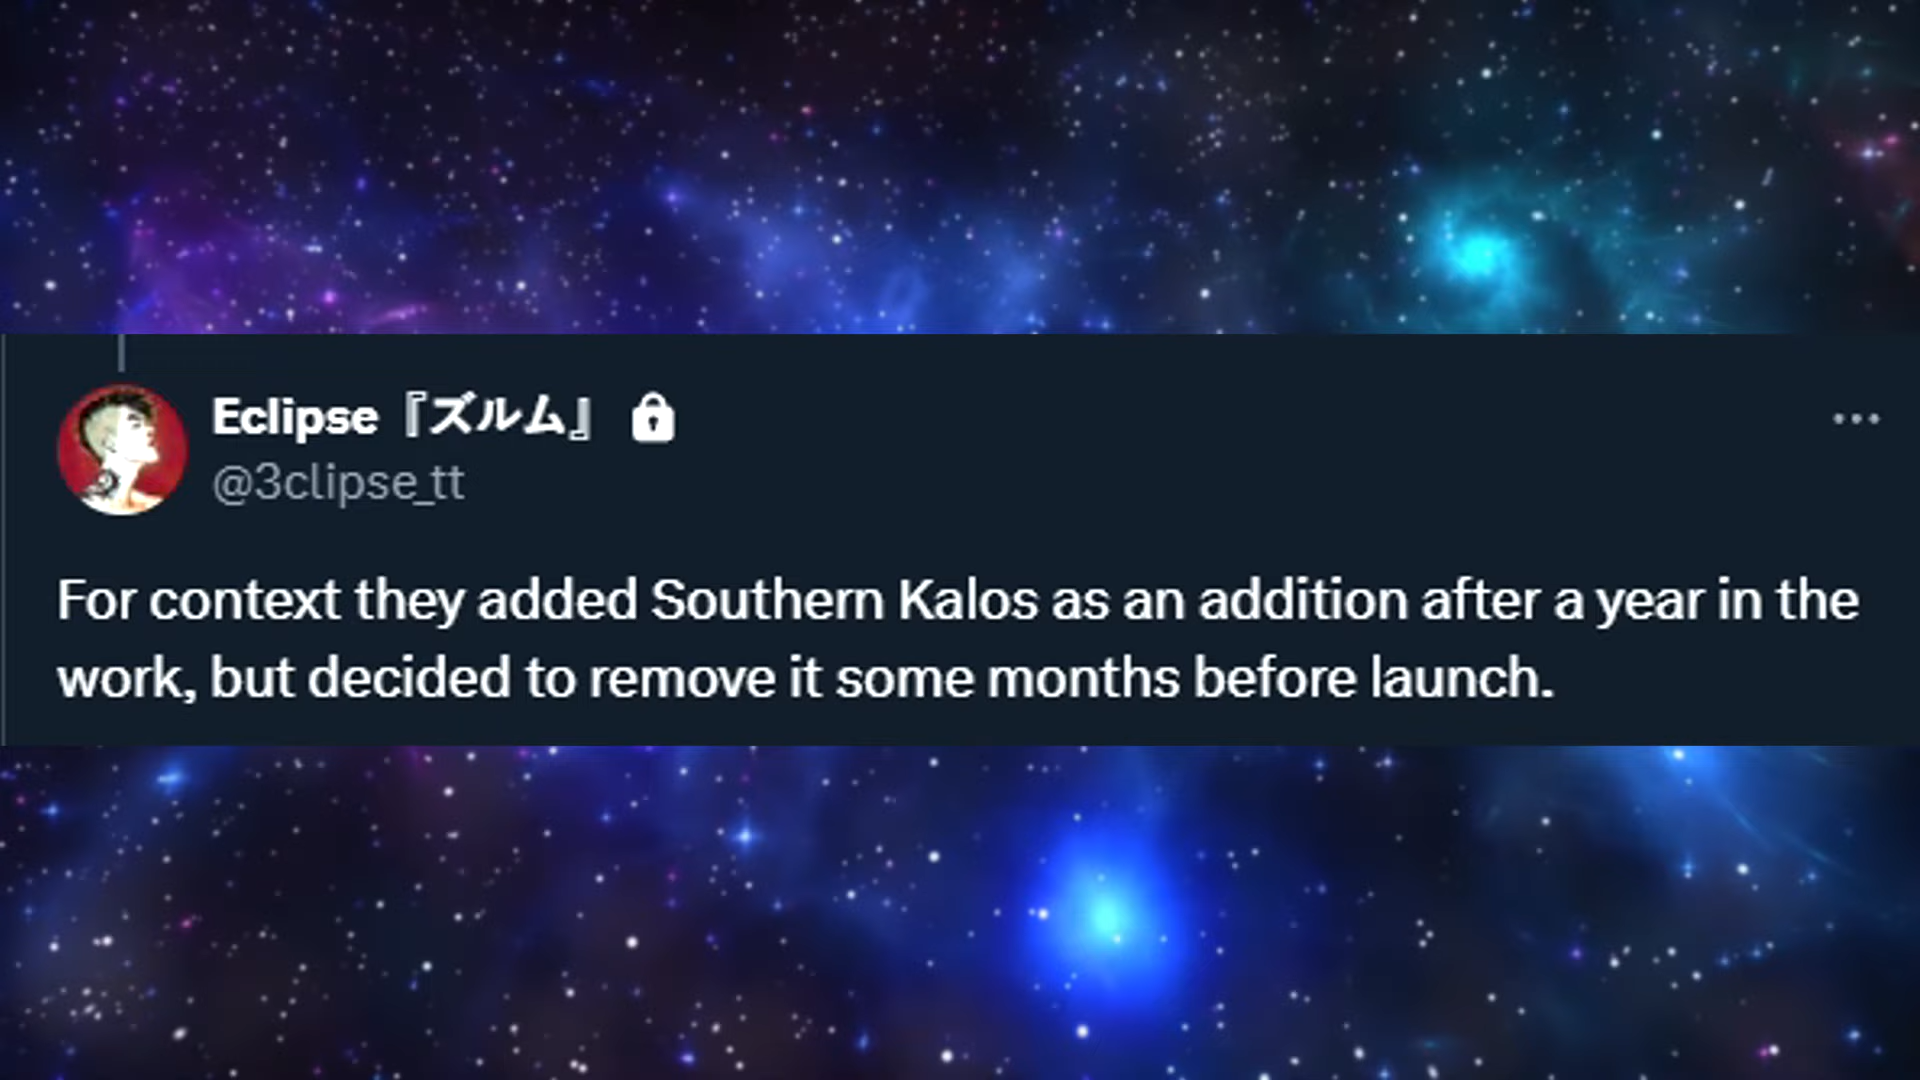 Eclipse『ズルム』
@3clipse_tt
For context they added Southern Kalos as an addition after a year in the
work, but decided to remove it some months before launch.